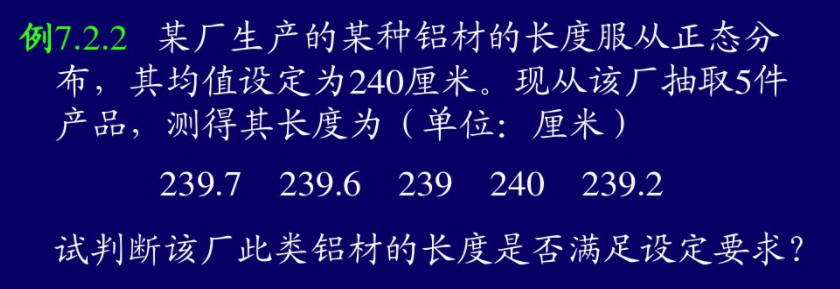 例7.2.2 某厂生产的某种铝材的长度服从正态分
布，其均值设定为240厘米。现从该厂抽取5件
产品，测得其长度为（单位：厘米）
239.7 239.6 239 240 239.2
试判断该厂此类铝材的长度是否满足设定要求？